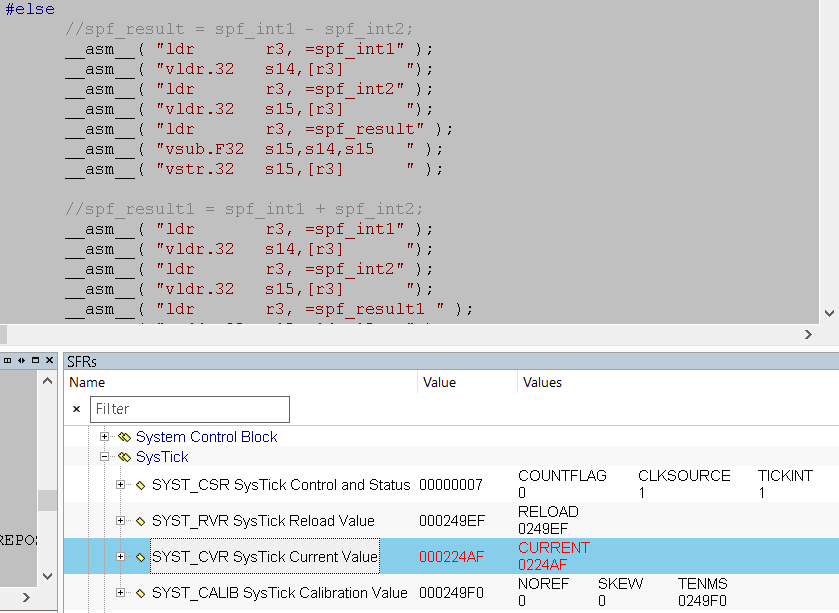 #else
//spf_result = spf_int1 - spf_int2;
__asm__( "ldr       r3, =spf_int1" );
__asm__( "vldr.32   s14,[r3]      ");
__asm__( "ldr       r3, =spf_int2" );
__asm__( "vldr.32   s15,[r3]      ");
__asm__( "ldr       r3, =spf_result" );
__asm__( "vsub.F32  s15,s14,s15   " );
__asm__( "vstr.32   s15,[r3]      " );
//spf_result1 = spf_int1 + spf_int2;
__asm__( "ldr       r3, =spf_int1" );
__asm__( "vldr.32   s14,[r3]      ");
__asm__( "ldr       r3, =spf_int2" );
__asm__( "vldr.32   s15,[r3]      ");
__asm__( "ldr       r3, =spf_result1 " );
SFRs
Name Value Values
× Filter
System Control Block
SysTick
SYST_CSR SysTick Control and Status 00000007 COUNTFLAG CLKSOURCE TICKINT
0 1 1
SYST_RVR SysTick Reload Value 000249EF RELOAD
0249EF
SYST_CVR SysTick Current Value 000224AF CURRENT
0224AF
SYST_CALIB SysTick Calibration Value 000249F0 NOREF SKEW TENMS
0 0 0249F0